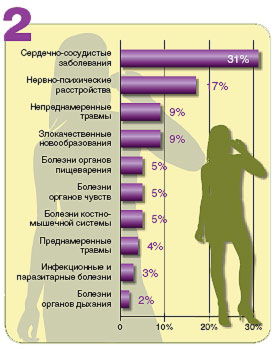 2
Сердечно-сосудистые
заболевания
31%
Нервно-психические
расстройства
17%
Непреднамеренные
травмы
9%
Злокачественные
новообразования
9%
Болезни органов
пищеварения
5%
Болезни
органов чувств
5%
Болезни костно-
мышечной системы
5%
Преднамеренные
травмы
4%
Инфекционные и
паразитарные болезни
3%
Болезни
органов дыхания
2%
0 10% 20% 30%